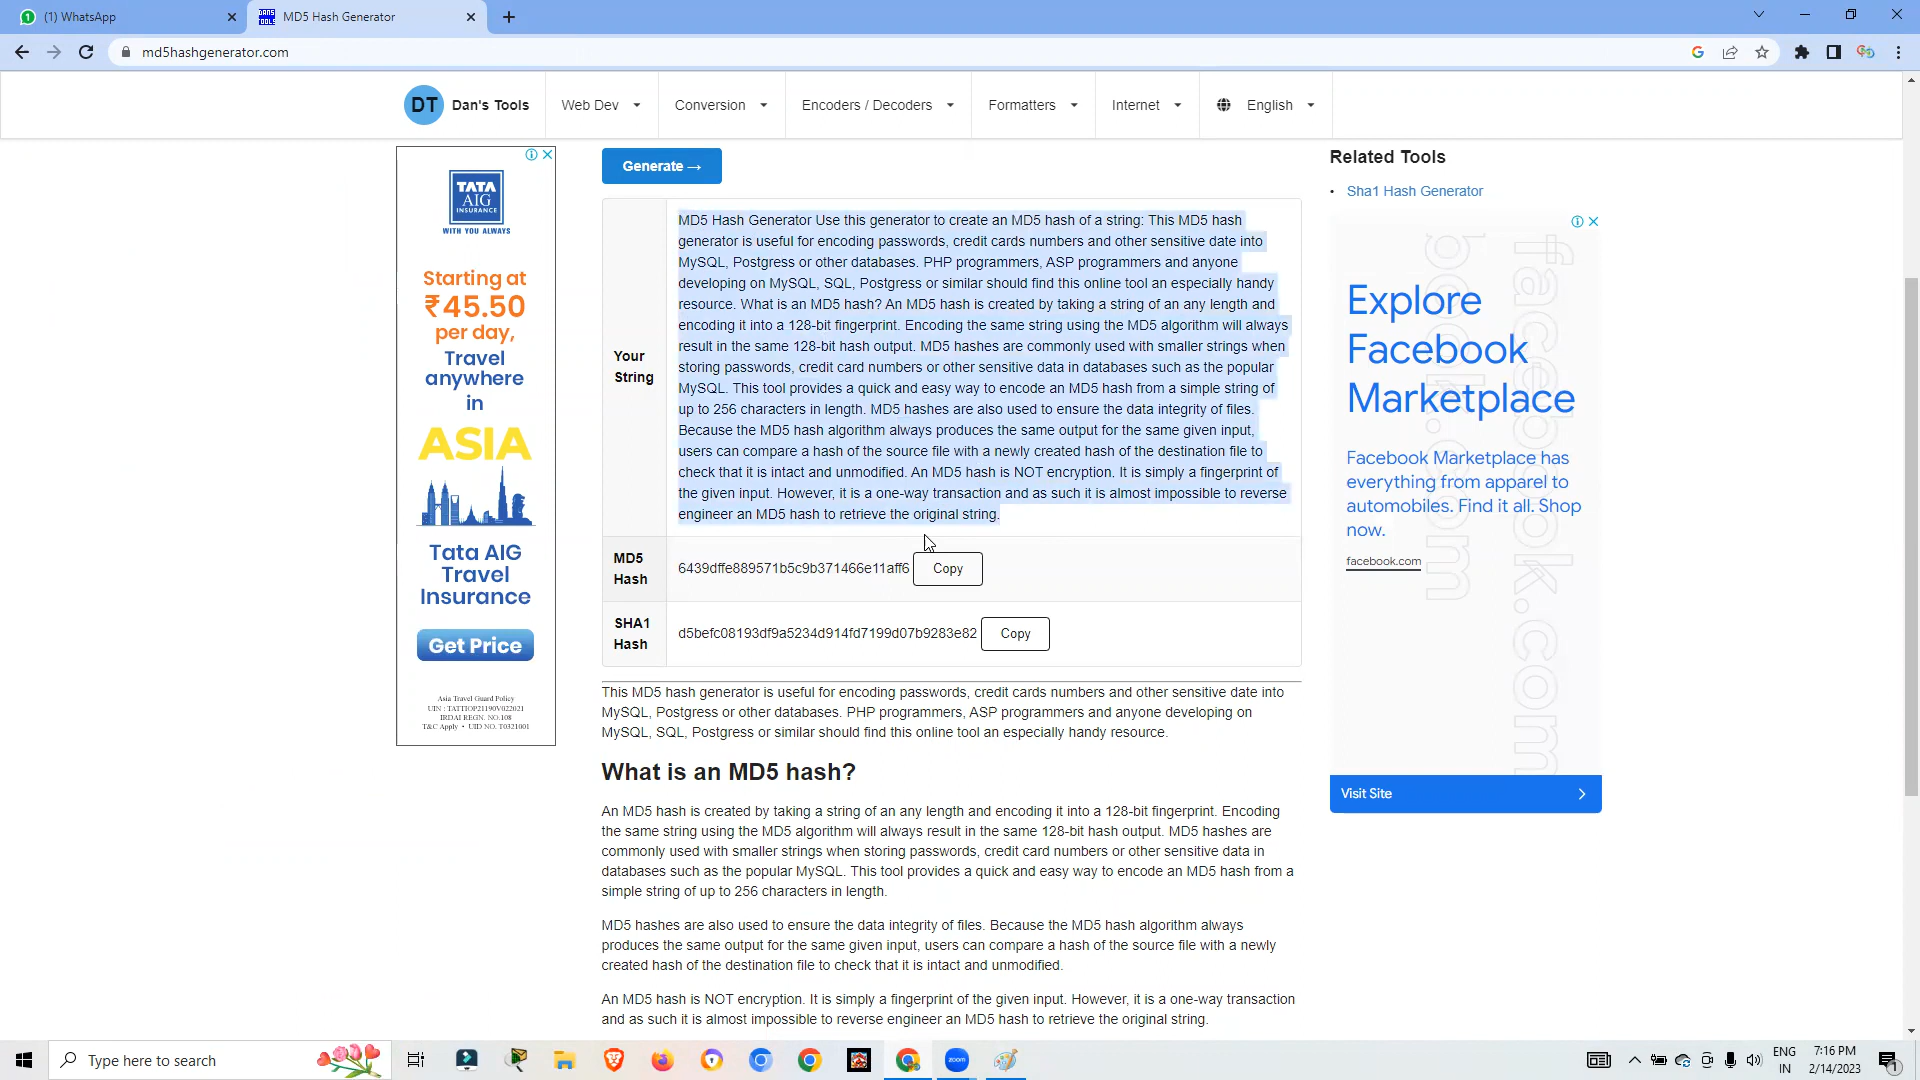 (1) WhatsApp
MD5 Hash Generator
md5hashgenerator.com
DT Dan's Tools
Web Dev
Conversion
Encoders / Decoders
Formatters
Internet
English
TATA
AIG
INSURANCE
WITH YOU ALWAYS
Starting at
₹45.50
per day,
Travel
anywhere
in
ASIA
Tata AIG
Travel
Insurance
Get Price
Asia Travel Guard Policy
UIN : TATTIOP21190V022021
IRDAI REGN. NO.108
T&C Apply • UID NO. T0321001
Generate →
Your
String
MD5 Hash Generator Use this generator to create an MD5 hash of a string: This MD5 hash
generator is useful for encoding passwords, credit cards numbers and other sensitive date into
MySQL, Postgress or other databases. PHP programmers, ASP programmers and anyone
developing on MySQL, SQL, Postgress or similar should find this online tool an especially handy
resource. What is an MD5 hash? An MD5 hash is created by taking a string of an any length and
encoding it into a 128-bit fingerprint. Encoding the same string using the MD5 algorithm will always
result in the same 128-bit hash output. MD5 hashes are commonly used with smaller strings when
storing passwords, credit card numbers or other sensitive data in databases such as the popular
MySQL. This tool provides a quick and easy way to encode an MD5 hash from a simple string of
up to 256 characters in length. MD5 hashes are also used to ensure the data integrity of files.
Because the MD5 hash algorithm always produces the same output for the same given input,
users can compare a hash of the source file with a newly created hash of the destination file to
check that it is intact and unmodified. An MD5 hash is NOT encryption. It is simply a fingerprint of
the given input. However, it is a one-way transaction and as such it is almost impossible to reverse
engineer an MD5 hash to retrieve the original string.
MD5
Hash
6439dffe889571b5c9b371466e11aff6 Copy
SHA1
Hash
d5befc08193df9a5234d914fd7199d07b9283e82 Copy
This MD5 hash generator is useful for encoding passwords, credit cards numbers and other sensitive date into
MySQL, Postgress or other databases. PHP programmers, ASP programmers and anyone developing on
MySQL, SQL, Postgress or similar should find this online tool an especially handy resource.
What is an MD5 hash?
An MD5 hash is created by taking a string of an any length and encoding it into a 128-bit fingerprint. Encoding
the same string using the MD5 algorithm will always result in the same 128-bit hash output. MD5 hashes are
commonly used with smaller strings when storing passwords, credit card numbers or other sensitive data in
databases such as the popular MySQL. This tool provides a quick and easy way to encode an MD5 hash from a
simple string of up to 256 characters in length.
MD5 hashes are also used to ensure the data integrity of files. Because the MD5 hash algorithm always
produces the same output for the same given input, users can compare a hash of the source file with a newly
created hash of the destination file to check that it is intact and unmodified.
An MD5 hash is NOT encryption. It is simply a fingerprint of the given input. However, it is a one-way transaction
and as such it is almost impossible to reverse engineer an MD5 hash to retrieve the original string.
Related Tools
• Sha1 Hash Generator
facebook.com
Explore
Facebook
Marketplace
Facebook Marketplace has
everything from apparel to
automobiles. Find it all. Shop
now.
facebook.com
Visit Site
Type here to search
zoom
ENG
IN
7:16 PM
2/14/2023
1